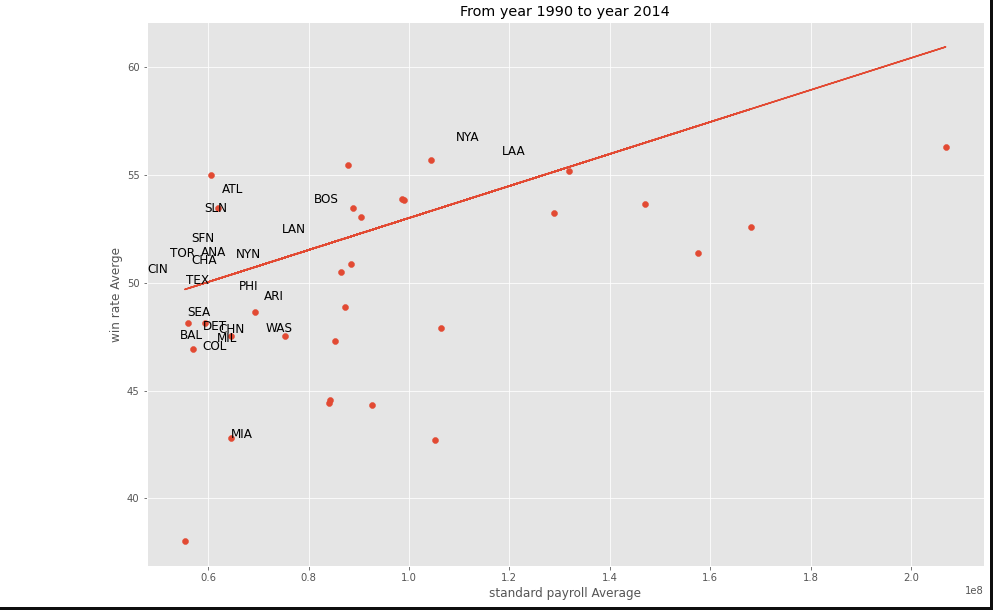 From year 1990 to year 2014
60
NYA
LAA
55
ATL
BOS
SLN
LAN
SFN
TOR
ANA
NYN
CHA
CIN
50
TEX
PHI
ARI
SEA
DET
CHN
WAS
BAL
MIL
COL
45
MIA
40
win rate Averge
0.6 0.8 1.0 1.2 1.4 1.6 1.8 2.0
1e8
standard payroll Average